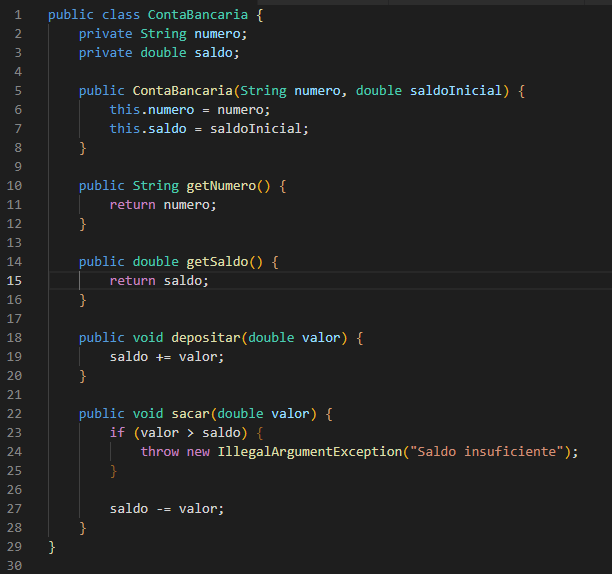 1 public class ContaBancaria {
2     private String numero;
3     private double saldo;
4
5     public ContaBancaria(String numero, double saldoInicial) {
6         this.numero = numero;
7         this.saldo = saldoInicial;
8     }
9
10     public String getNumero() {
11         return numero;
12     }
13
14     public double getSaldo() {
15         return saldo;
16     }
17
18     public void depositar(double valor) {
19         saldo += valor;
20     }
21
22     public void sacar(double valor) {
23         if (valor > saldo) {
24             throw new IllegalArgumentException("Saldo insuficiente");
25         }
26
27         saldo -= valor;
28     }
29 }
30